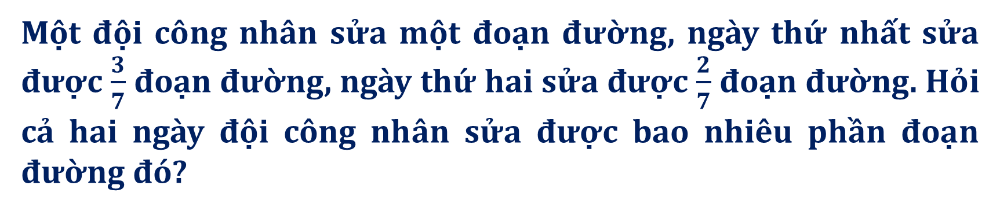 Một đội công nhân sửa một đoạn đường, ngày thứ nhất sửa
được 3/7 đoạn đường, ngày thứ hai sửa được 2/7 đoạn đường. Hỏi
cả hai ngày đội công nhân sửa được bao nhiêu phần đoạn
đường đó?